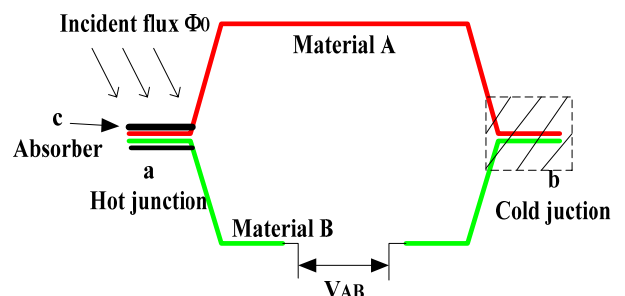 Incident flux Φ0
Material A
c
Absorber
a
Hot junction
b
Cold juction
Material B
VAB